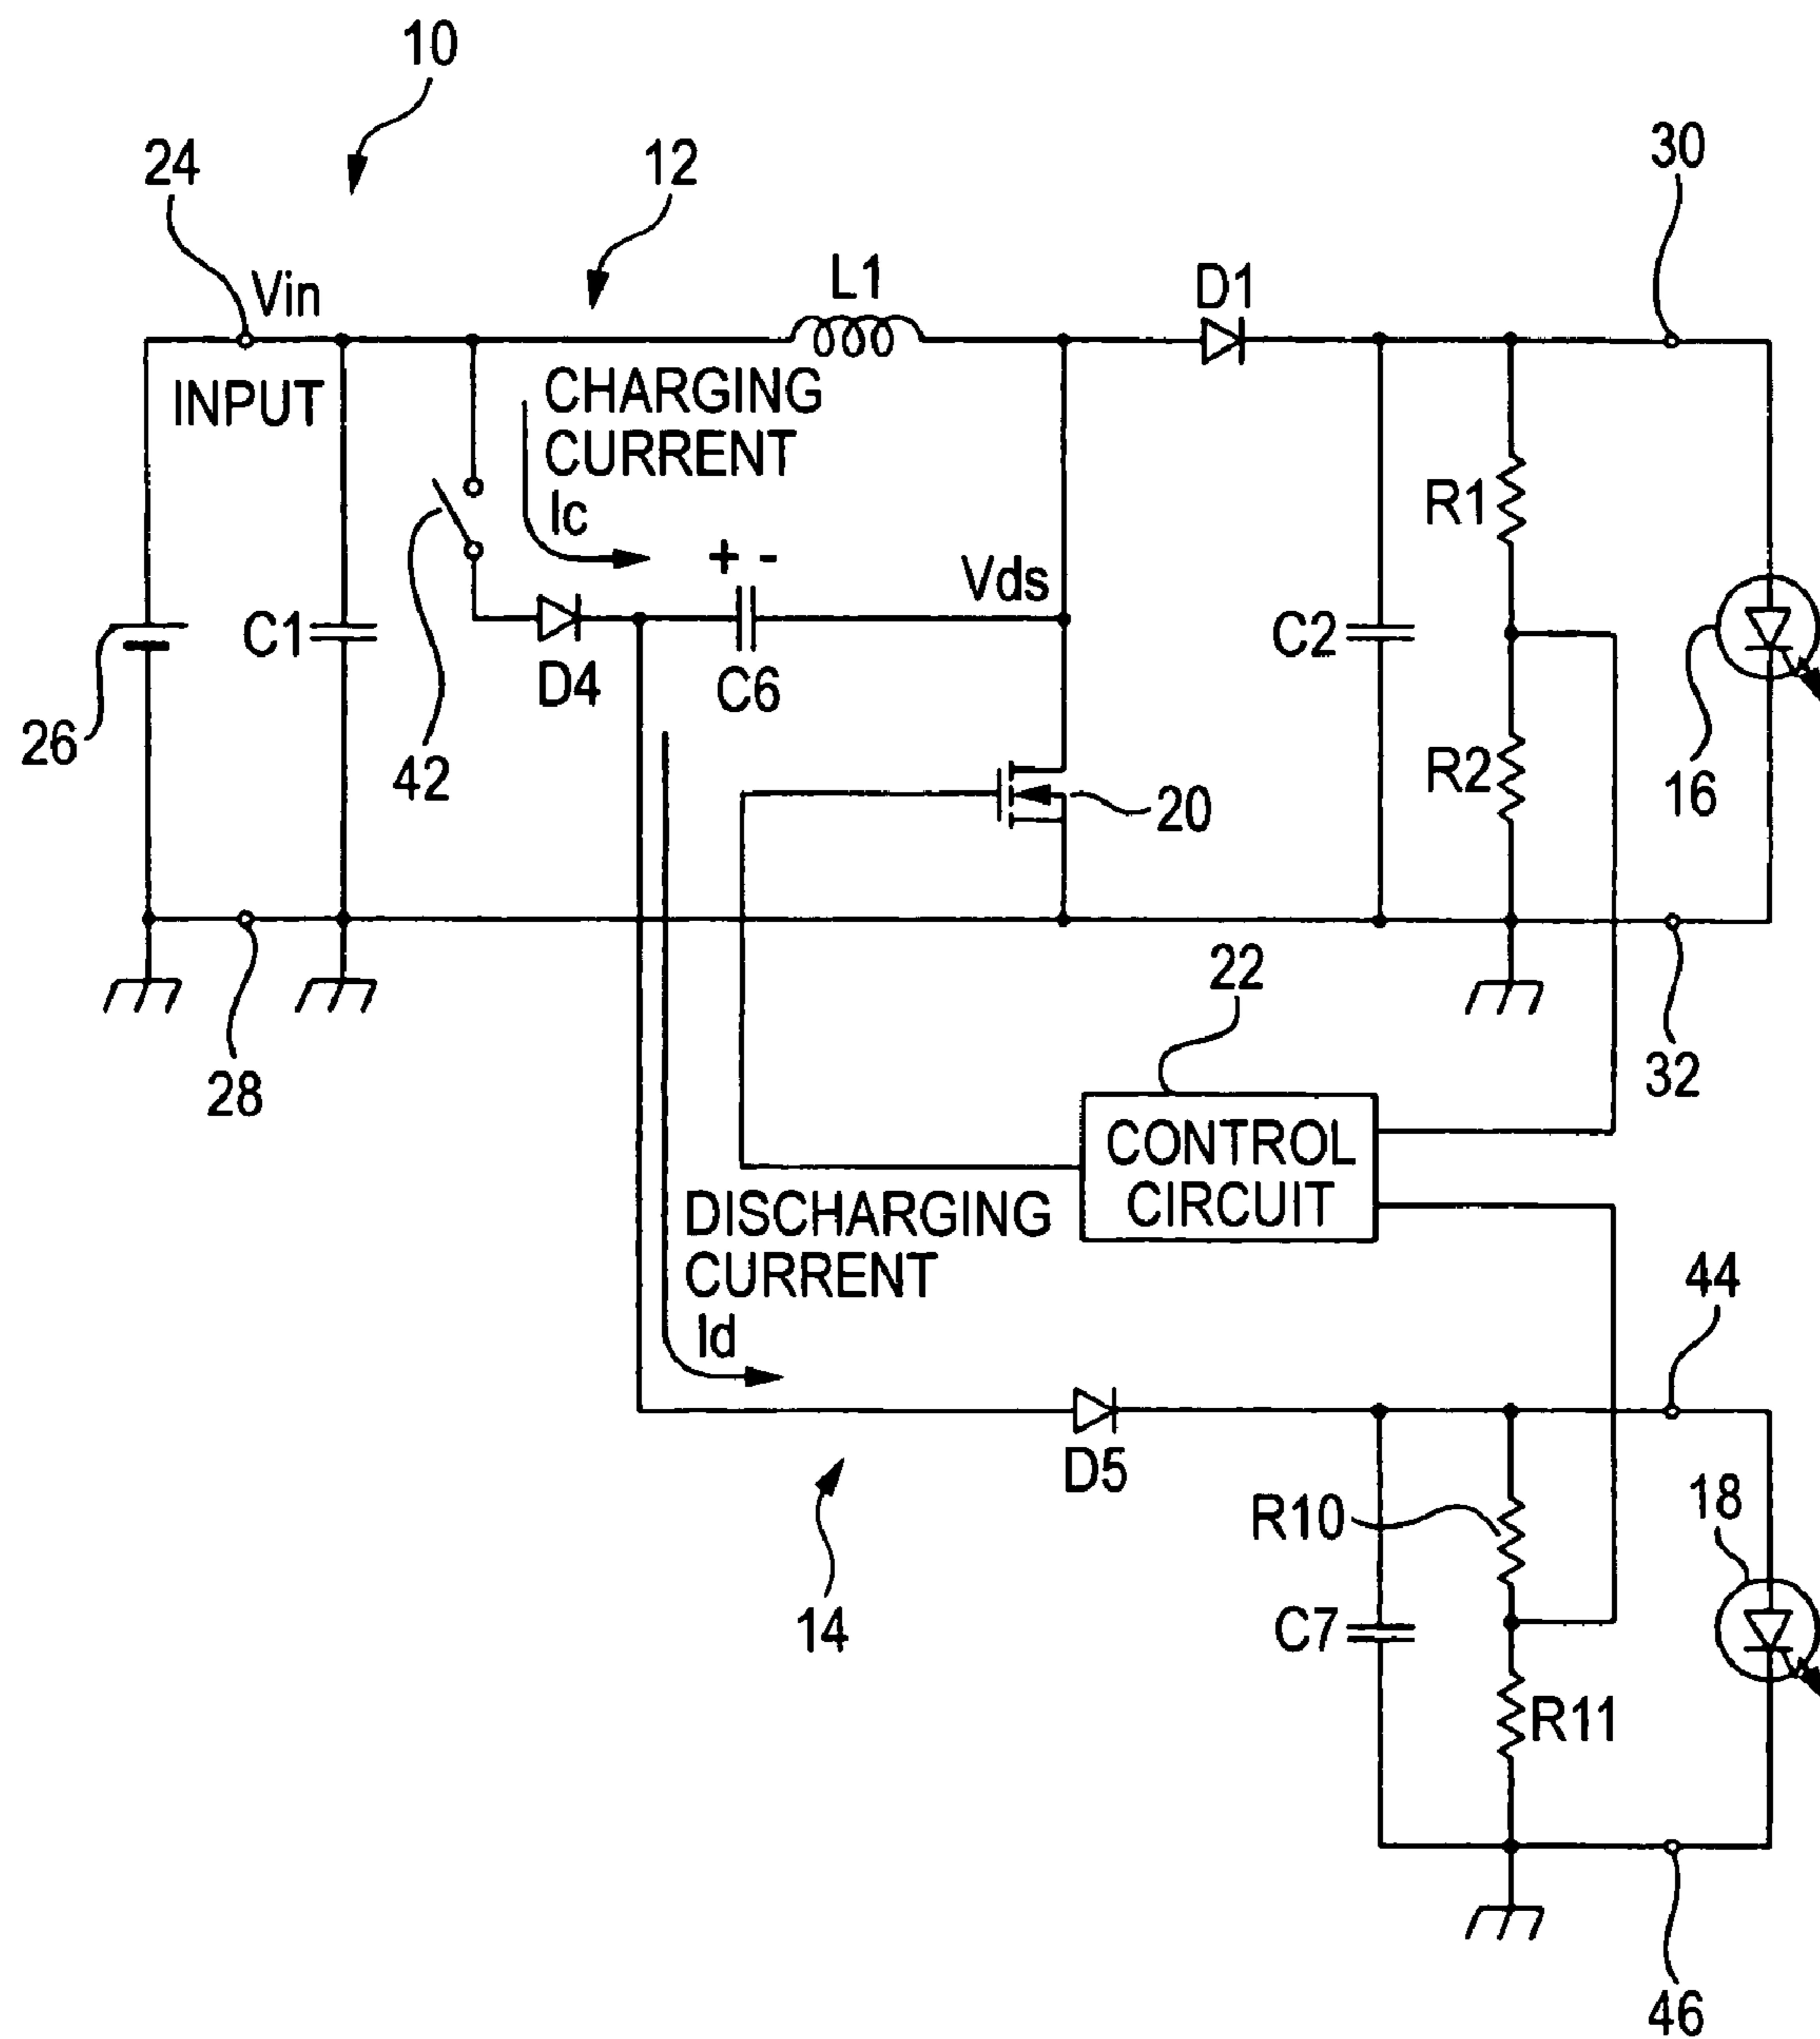 10
24
12
30
Vin
L1
D1
INPUT
CHARGING
CURRENT
Ic
+ -
Vds
R1
C1
C2
26
42
D4
C6
20
R2
16
28
22
32
CONTROL
CIRCUIT
DISCHARGING
CURRENT
Id
44
D5
14
R10
18
C7
R11
46